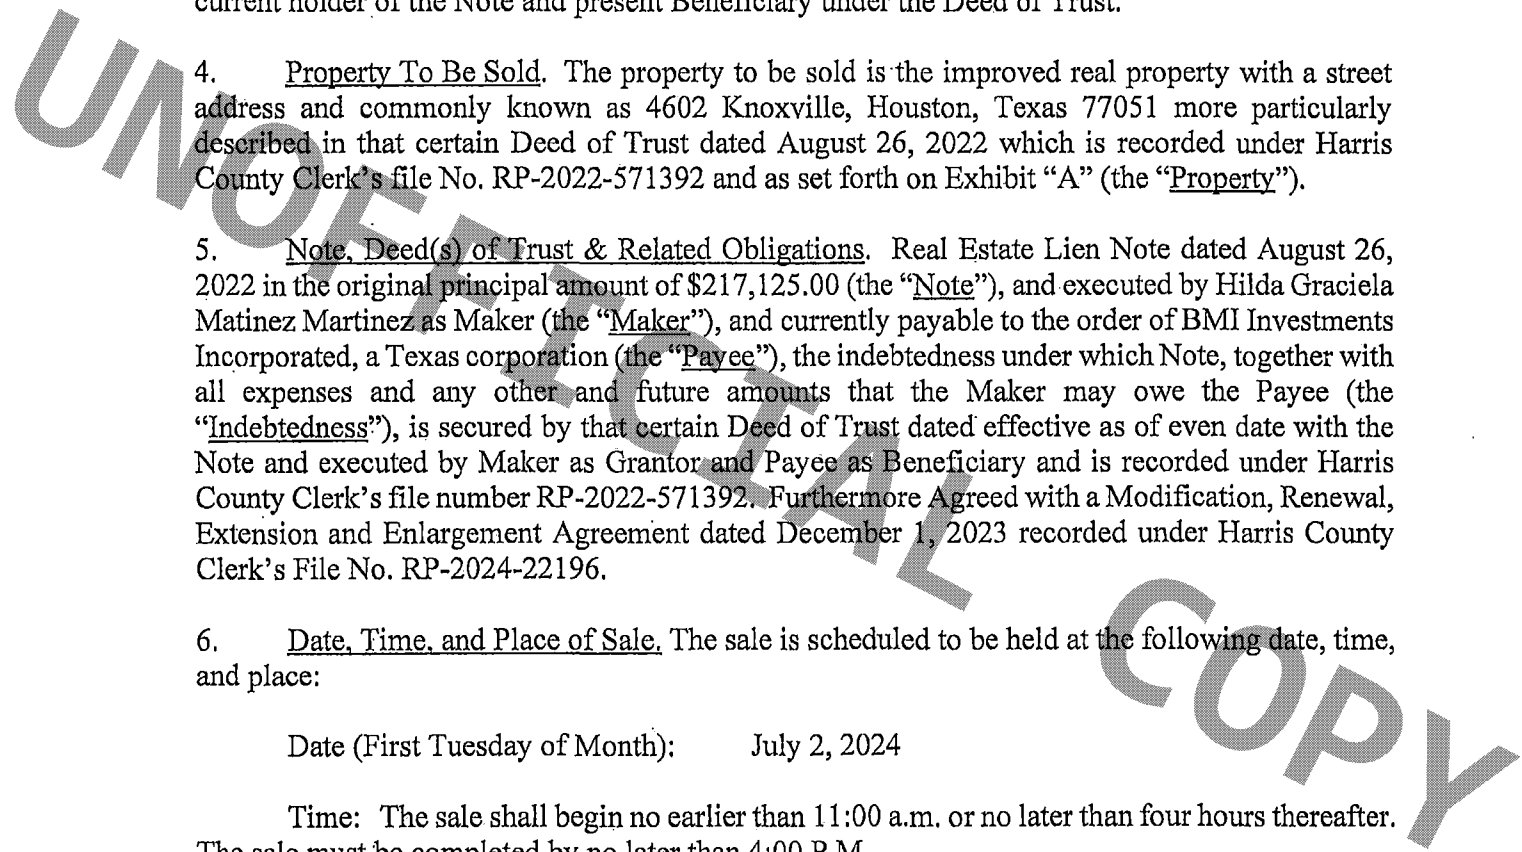 current holder of the Note and present Beneficiary under the Deed of Trust.
4. Property To Be Sold. The property to be sold is the improved real property with a street
address and commonly known as 4602 Knoxville, Houston, Texas 77051 more particularly
described in that certain Deed of Trust dated August 26, 2022 which is recorded under Harris
County Clerk's file No. RP-2022-571392 and as set forth on Exhibit “A” (the “Property”).
5. Note, Deed(s) of Trust & Related Obligations. Real Estate Lien Note dated August 26,
2022 in the original principal amount of $217,125.00 (the “Note”), and executed by Hilda Graciela
Matinez Martinez as Maker (the “Maker”), and currently payable to the order of BMI Investments
Incorporated, a Texas corporation (the “Payee”), the indebtedness under which Note, together with
all expenses and any other and future amounts that the Maker may owe the Payee (the
“Indebtedness”), is secured by that certain Deed of Trust dated effective as of even date with the
Note and executed by Maker as Grantor and Payee as Beneficiary and is recorded under Harris
County Clerk's file number RP-2022-571392. Furthermore Agreed with a Modification, Renewal,
Extension and Enlargement Agreement dated December 1, 2023 recorded under Harris County
Clerk's File No. RP-2024-22196.
6. Date, Time, and Place of Sale. The sale is scheduled to be held at the following date, time,
and place:
Date (First Tuesday of Month): July 2, 2024
Time: The sale shall begin no earlier than 11:00 a.m. or no later than four hours thereafter.
The sale must be completed by no later than 4:00 P.M.
UNOFFICIAL COPY